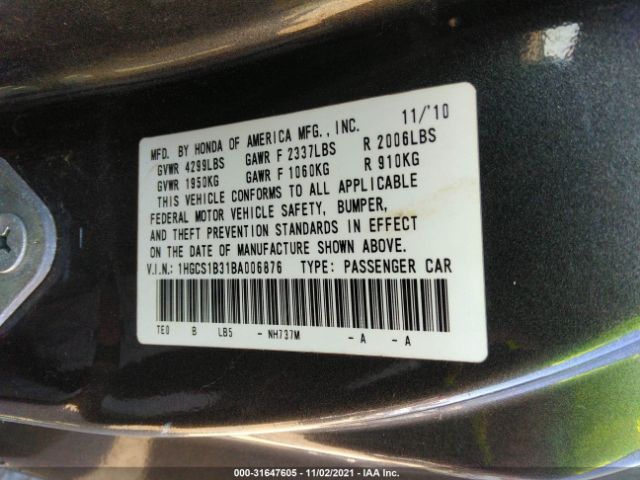 MFD. BY HONDA OF AMERICA MFG., INC. 11/'10
GVWR 4299LBS GAWR F 2337LBS R 2006LBS
GVWR 1950KG GAWR F 1060KG R 910KG
THIS VEHICLE CONFORMS TO ALL APPLICABLE
FEDERAL MOTOR VEHICLE SAFETY, BUMPER,
AND THEFT PREVENTION STANDARDS IN EFFECT
ON THE DATE OF MANUFACTURE SHOWN ABOVE.
V.I.N.: 1HGCS1B31BA006876 TYPE: PASSENGER CAR
TE0 B LB5 - NH737M - A - A
000-31647605 - 11/02/2021 - IAA Inc.